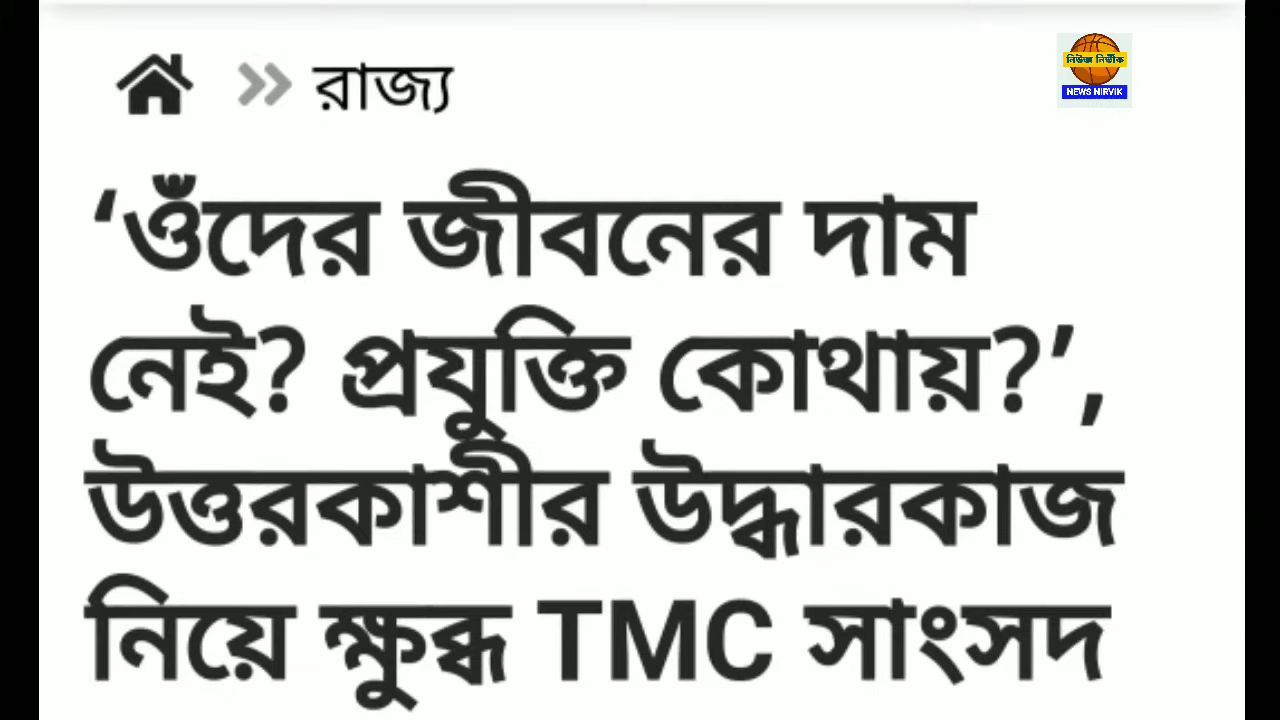 রাজ্য
নিউজ নির্ভীক
NEWS NIRVIK
‘ওঁদের জীবনের দাম
নেই? প্রযুক্তি কোথায়?’,
উত্তরকাশীর উদ্ধারকাজ
নিয়ে ক্ষুব্ধ TMC সাংসদ